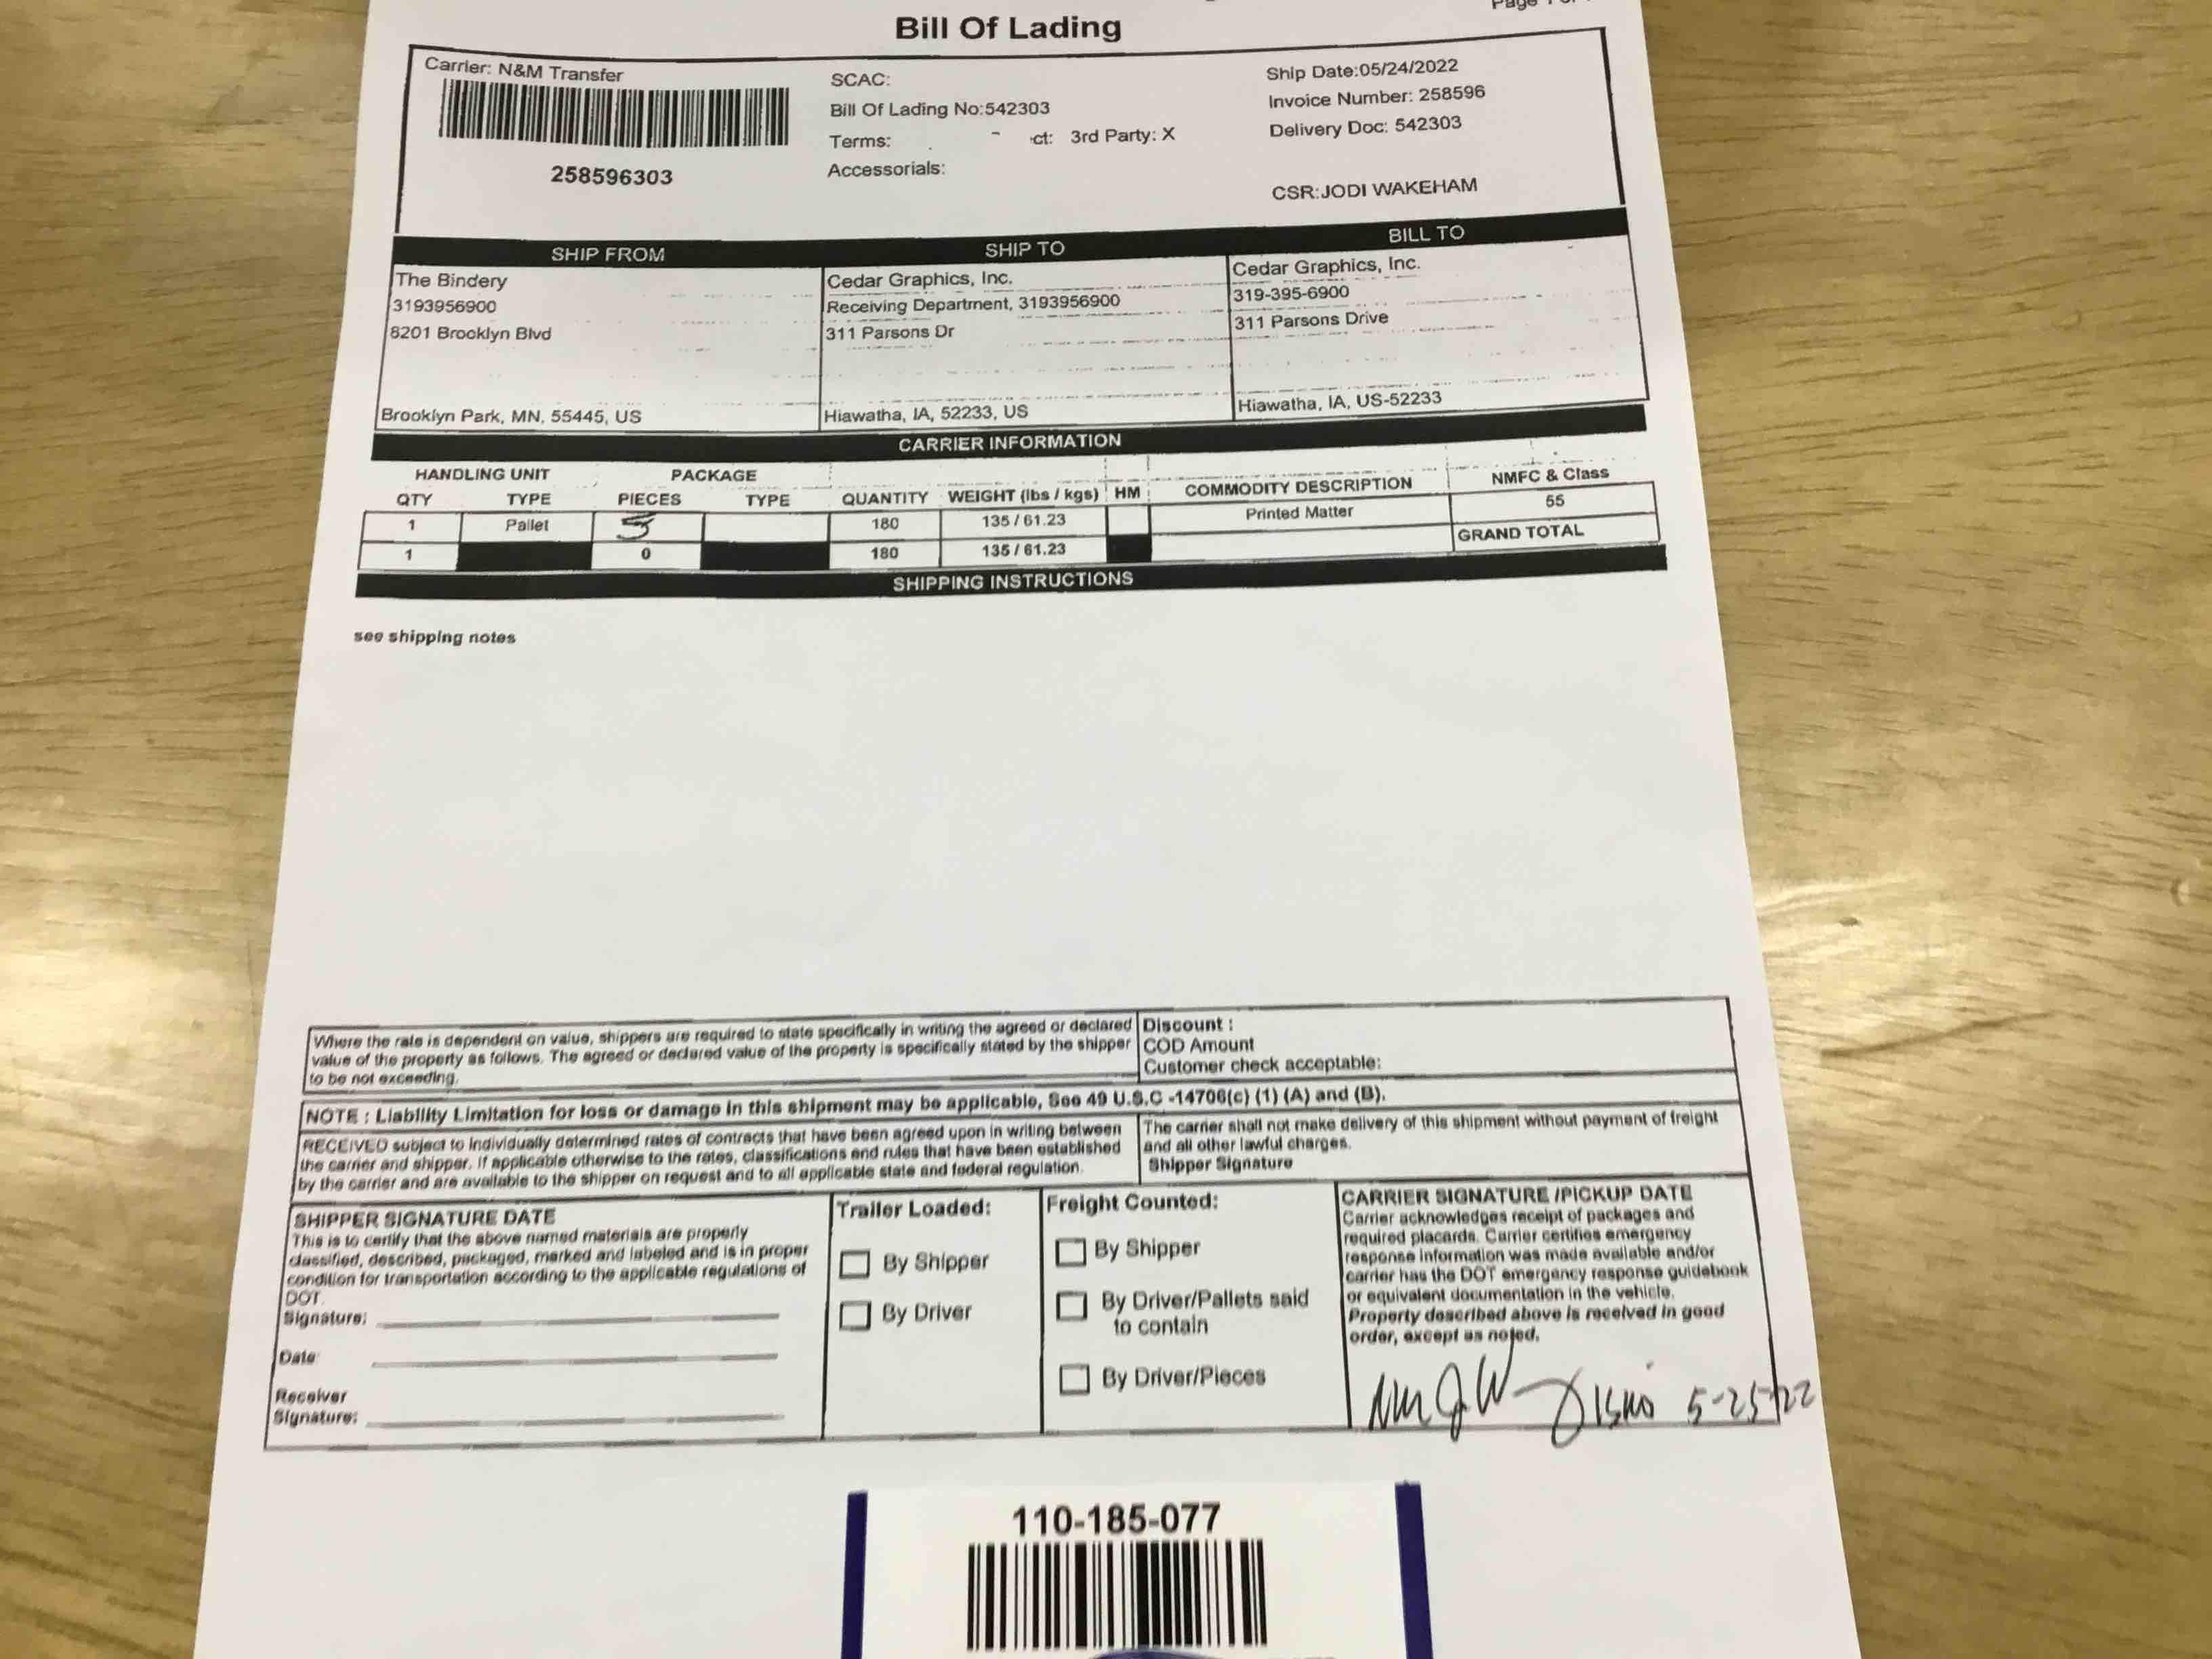 Bill Of Lading
Carrier: N&M Transfer
258596303
SCAC:
Bill Of Lading No:542303
Terms: ct: 3rd Party: X
Accessorials:
Ship Date:05/24/2022
Invoice Number: 258596
Delivery Doc: 542303
CSR:JODI WAKEHAM
SHIP FROM
The Bindery
3193956900
8201 Brooklyn Blvd
Brooklyn Park, MN, 55445, US
SHIP TO
Cedar Graphics, Inc.
Receiving Department, 3193956900
311 Parsons Dr
Hiawatha, IA, 52233, US
BILL TO
Cedar Graphics, Inc.
319-395-6900
311 Parsons Drive
Hiawatha, IA, US-52233
CARRIER INFORMATION
HANDLING UNIT PACKAGE
QTY TYPE PIECES TYPE QUANTITY WEIGHT (lbs / kgs) HM COMMODITY DESCRIPTION NMFC & Class
1 Pallet 180 135 / 61.23 Printed Matter 55
1 0 180 135 / 61.23 GRAND TOTAL
SHIPPING INSTRUCTIONS
see shipping notes
Where the rate is dependent on value, shippers are required to state specifically in writing the agreed or declared
value of the property as follows. The agreed or declared value of the property is specifically stated by the shipper
to be not exceeding.
Discount :
COD Amount
Customer check acceptable:
NOTE : Liability Limitation for loss or damage in this shipment may be applicable, See 49 U.S.C -14706(c) (1) (A) and (B).
RECEIVED subject to individually determined rates of contracts that have been agreed upon in writing between
the carrier and shipper. If applicable otherwise to the rates, classifications and rules that have been established
by the carrier and are available to the shipper on request and to all applicable state and federal regulation.
The carrier shall not make delivery of this shipment without payment of freight
and all other lawful charges.
Shipper Signature
SHIPPER SIGNATURE DATE
This is to certify that the above named materials are properly
classified, described, packaged, marked and labeled and is in proper
condition for transportation according to the applicable regulations of
DOT.
Signature:
Date
Receiver
Signature:
Trailer Loaded:
By Shipper
By Driver
Freight Counted:
By Shipper
By Driver/Pallets said
to contain
By Driver/Pieces
CARRIER SIGNATURE /PICKUP DATE
Carrier acknowledges receipt of packages and
required placards. Carrier certifies emergency
response information was made available and/or
carrier has the DOT emergency response guidebook
or equivalent documentation in the vehicle.
Property described above is received in good
order, except as noted.
5-25-22
110-185-077